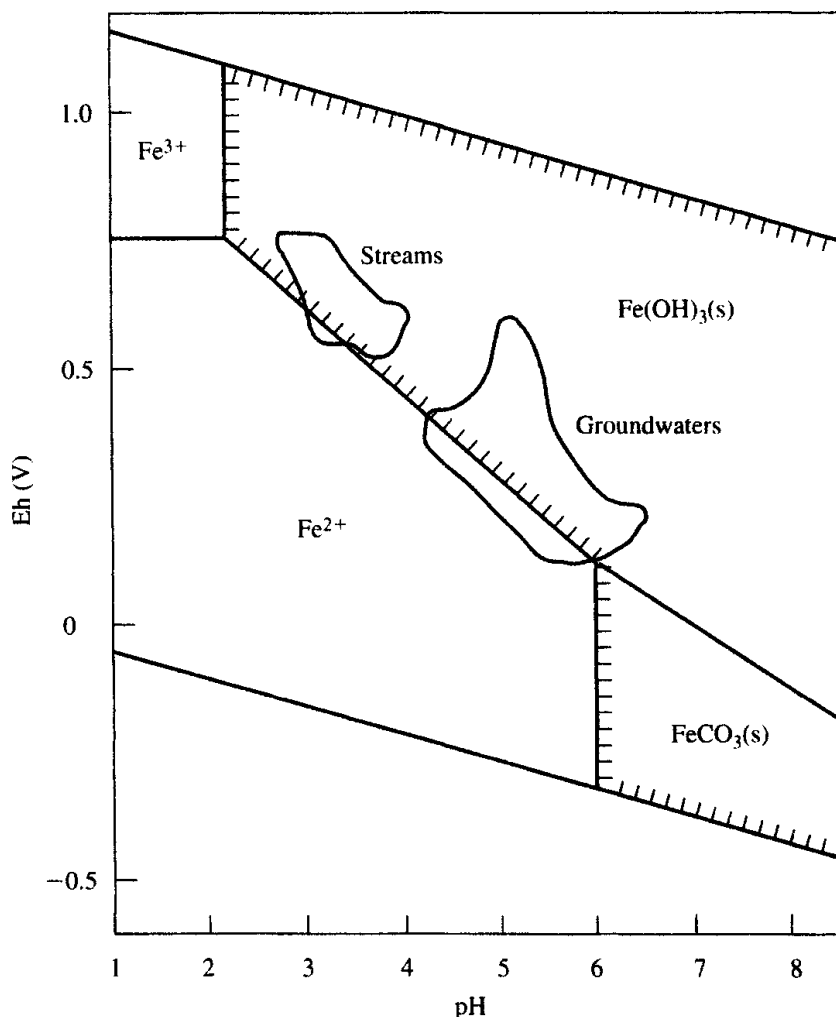 1.0
Fe³⁺
Streams
Fe(OH)₃(s)
0.5
Groundwaters
Eh (V)
Fe²⁺
0
FeCO₃(s)
−0.5
1 2 3 4 5 6 7 8
pH